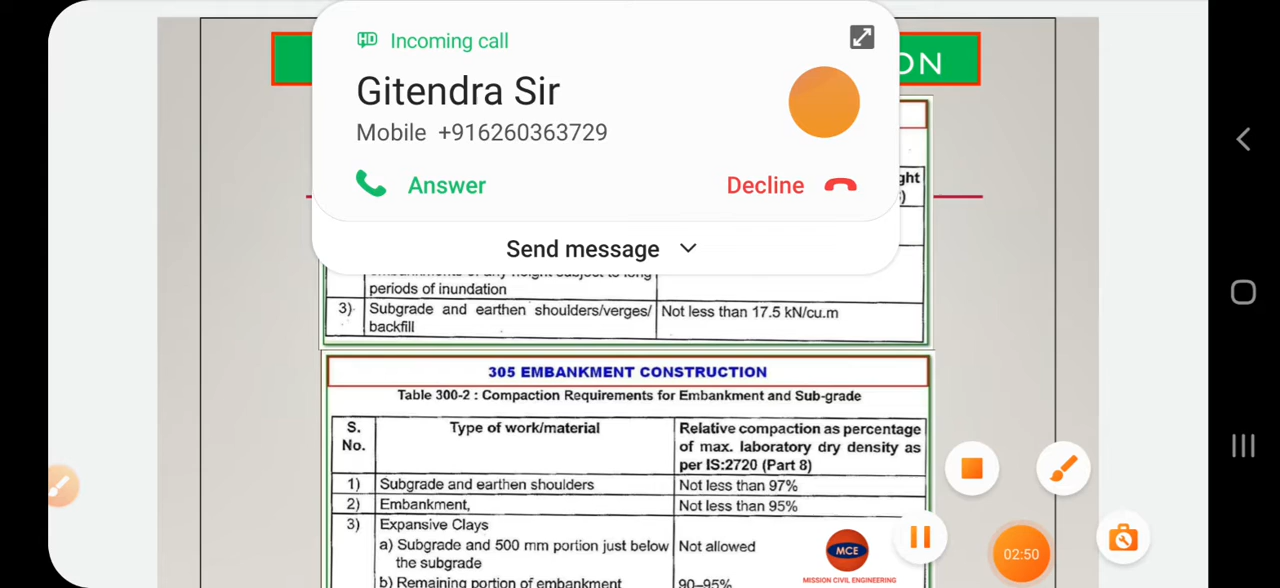 ON
HD Incoming call
Gitendra Sir
Mobile +916260363729
Answer
Decline
Send message
ght
)
periods of inundation
3) Subgrade and earthen shoulders/verges/ Not less than 17.5 kN/cu.m
backfill
305 EMBANKMENT CONSTRUCTION
Table 300-2 : Compaction Requirements for Embankment and Sub-grade
S. No.
Type of work/material
Relative compaction as percentage
of max. laboratory dry density as
per IS:2720 (Part 8)
1) Subgrade and earthen shoulders Not less than 97%
2) Embankment, Not less than 95%
3) Expansive Clays
a) Subgrade and 500 mm portion just below Not allowed
the subgrade
b) Remaining portion of embankment 90-95%
MCE
MISSION CIVIL ENGINEERING
02:50